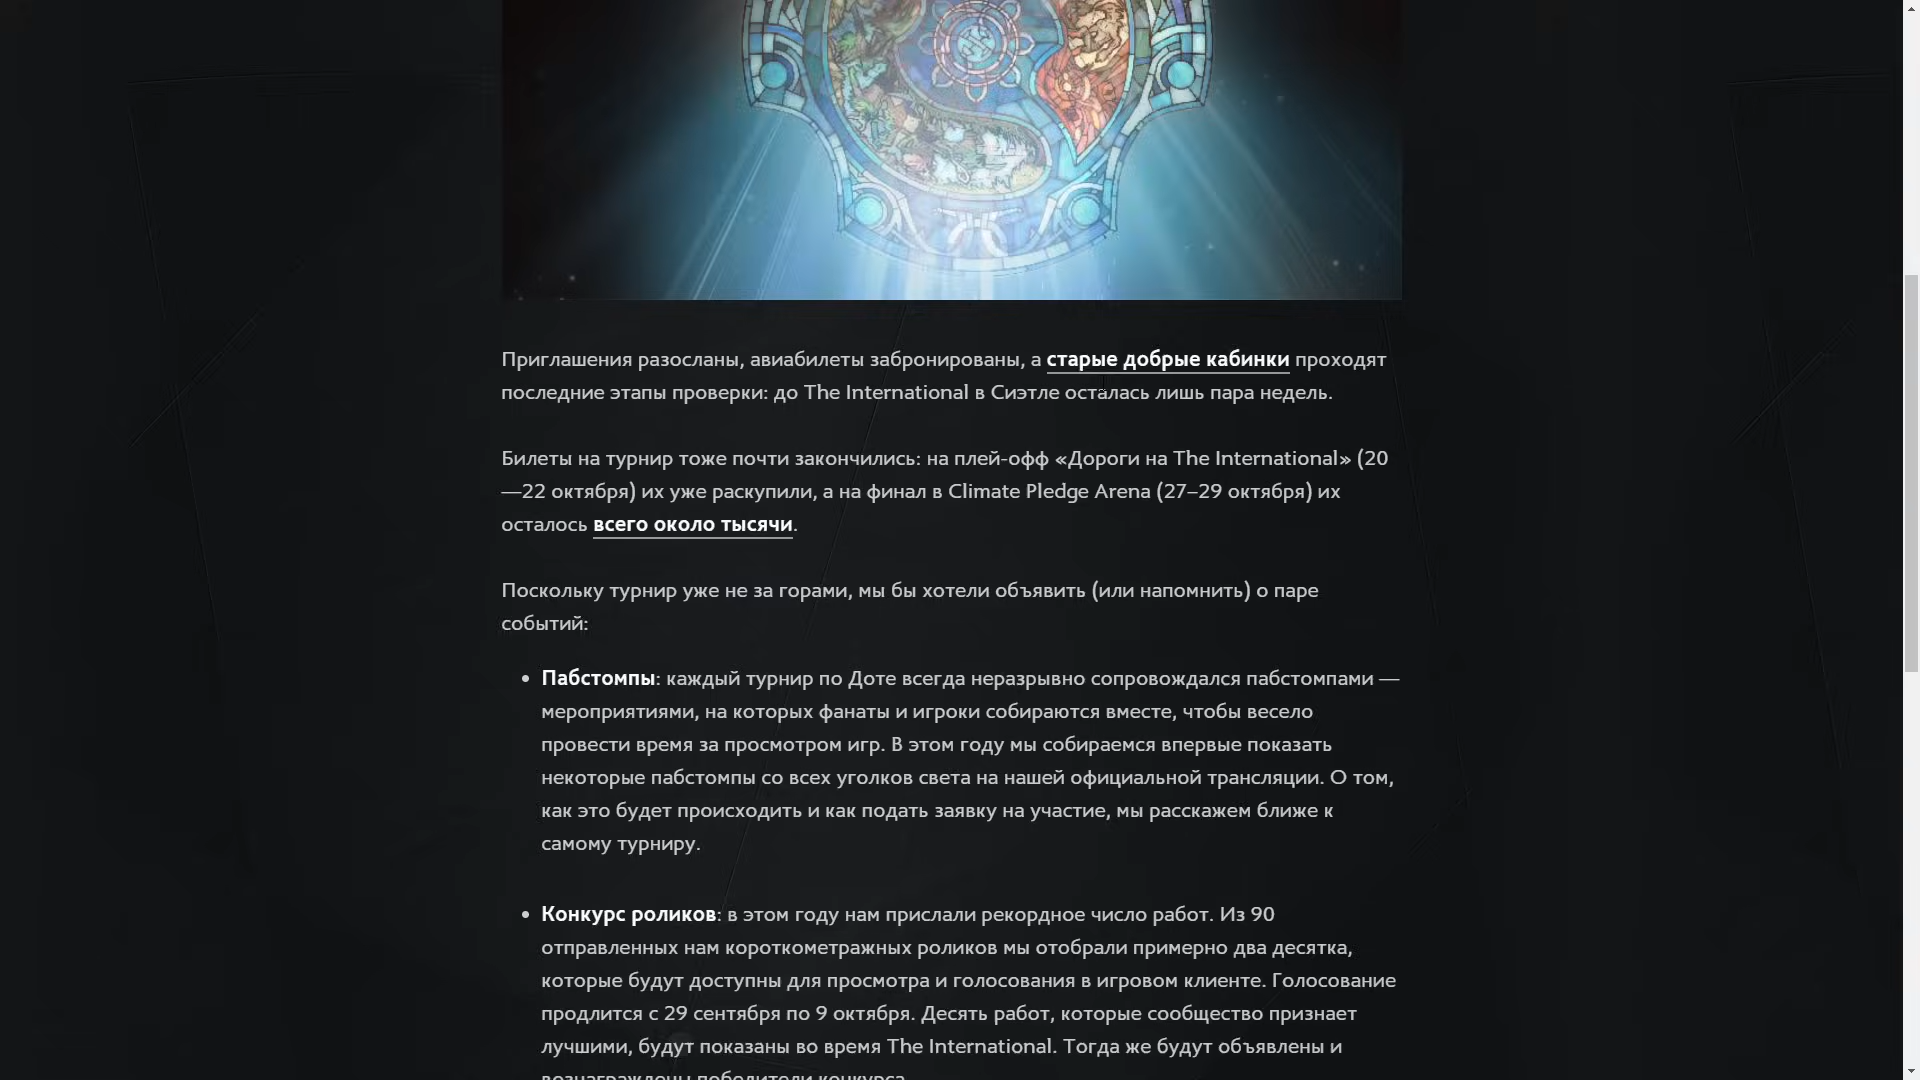 Приглашения разосланы, авиабилеты забронированы, а старые добрые кабинки проходят
последние этапы проверки: до The International в Сиэтле осталась лишь пара недель.
Билеты на турнир тоже почти закончились: на плей-офф «Дороги на The International» (20
—22 октября) их уже раскупили, а на финал в Climate Pledge Arena (27–29 октября) их
осталось всего около тысячи.
Поскольку турнир уже не за горами, мы бы хотели объявить (или напомнить) о паре
событий:
• Пабстомпы: каждый турнир по Доте всегда неразрывно сопровождался пабстомпами —
мероприятиями, на которых фанаты и игроки собираются вместе, чтобы весело
провести время за просмотром игр. В этом году мы собираемся впервые показать
некоторые пабстомпы со всех уголков света на нашей официальной трансляции. О том,
как это будет происходить и как подать заявку на участие, мы расскажем ближе к
самому турниру.
• Конкурс роликов: в этом году нам прислали рекордное число работ. Из 90
отправленных нам короткометражных роликов мы отобрали примерно два десятка,
которые будут доступны для просмотра и голосования в игровом клиенте. Голосование
продлится с 29 сентября по 9 октября. Десять работ, которые сообщество признает
лучшими, будут показаны во время The International. Тогда же будут объявлены и
вознаграждены победители конкурса.